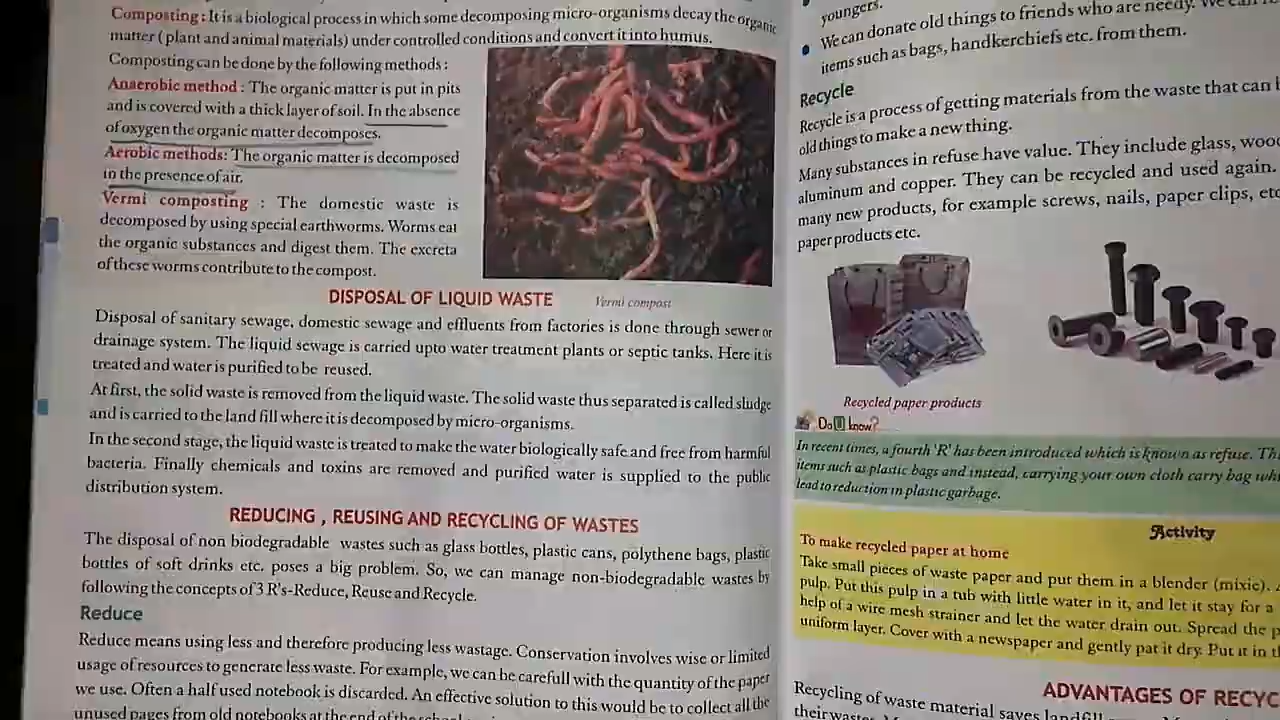 Composting : It is a biological process in which some decomposing micro-organisms decay the organic
matter ( plant and animal materials) under controlled conditions and convert it into humus.
Composting can be done by the following methods :
Anaerobic method : The organic matter is put in pits
and is covered with a thick layer of soil. In the absence
of oxygen the organic matter decomposes.
Aerobic methods: The organic matter is decomposed
in the presence of air.
Vermi composting : The domestic waste is
decomposed by using special earthworms. Worms eat
the organic substances and digest them. The excreta
of these worms contribute to the compost.
Vermi compost
DISPOSAL OF LIQUID WASTE
Disposal of sanitary sewage, domestic sewage and effluents from factories is done through sewer or
drainage system. The liquid sewage is carried upto water treatment plants or septic tanks. Here it is
treated and water is purified to be reused.
At first, the solid waste is removed from the liquid waste. The solid waste thus separated is called sludge
and is carried to the land fill where it is decomposed by micro-organisms.
In the second stage, the liquid waste is treated to make the water biologically safe and free from harmful
bacteria. Finally chemicals and toxins are removed and purified water is supplied to the public
distribution system.
REDUCING , REUSING AND RECYCLING OF WASTES
The disposal of non biodegradable wastes such as glass bottles, plastic cans, polythene bags, plastic
bottles of soft drinks etc. poses a big problem. So, we can manage non-biodegradable wastes by
following the concepts of 3 R's-Reduce, Reuse and Recycle.
Reduce
Reduce means using less and therefore producing less wastage. Conservation involves wise or limited
usage of resources to generate less waste. For example, we can be carefull with the quantity of the paper
we use. Often a half used notebook is discarded. An effective solution to this would be to collect all the
unused pages from old notebooks at the end of the
youngers.
• We can donate old things to friends who are needy. We can
items such as bags, handkerchiefs etc. from them.
Recycle
Recycle is a process of getting materials from the waste that can
old things to make a new thing.
Many substances in refuse have value. They include glass,
aluminum and copper. They can be recycled and used again.
many new products, for example screws, nails, paper clips,
paper products etc.
Recycled paper products
Do U know?
In recent times, a fourth 'R' has been introduced which is known as refuse.
items such as plastic bags and instead, carrying your own cloth carry bag
lead to reduction in plastic garbage.
Activity
To make recycled paper at home
Take small pieces of waste paper and put them in a blender (mixie).
pulp. Put this pulp in a tub with little water in it, and let it stay for a
help of a wire mesh strainer and let the water drain out. Spread the
uniform layer. Cover with a newspaper and gently pat it dry. Put it in
ADVANTAGES OF
Recycling of waste material saves
their